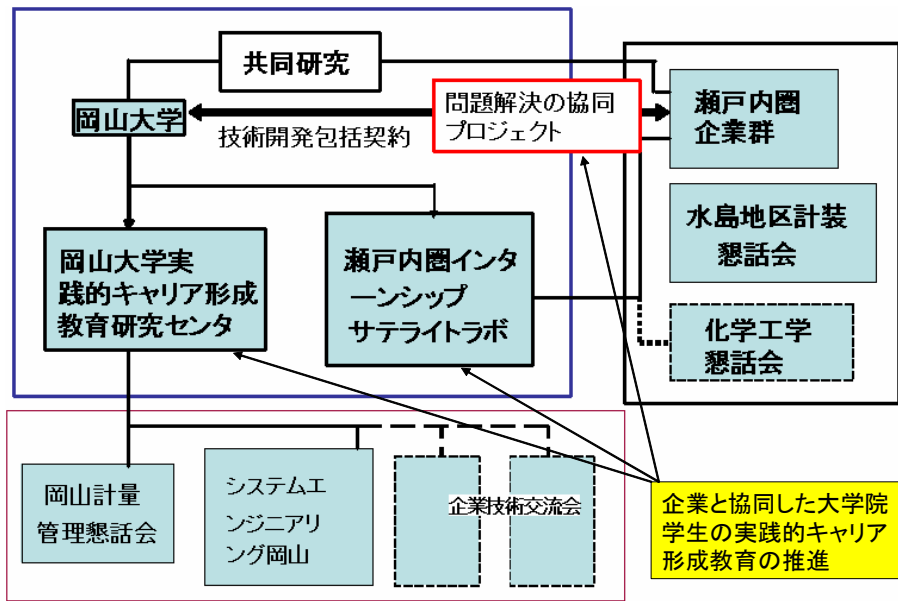 共同研究
岡山大学
技術開発包括契約
問題解決の協同
プロジェクト
瀬戸内圏
企業群
水島地区計装
懇話会
化学工学
懇話会
岡山大学実
践的キャリア形成
教育研究センタ
瀬戸内圏インタ
ーンシップ
サテライトラボ
岡山計量
管理懇話会
システムエ
ンジニアリ
ング岡山
企業技術交流会
企業と協同した大学院
学生の実践的キャリア
形成教育の推進